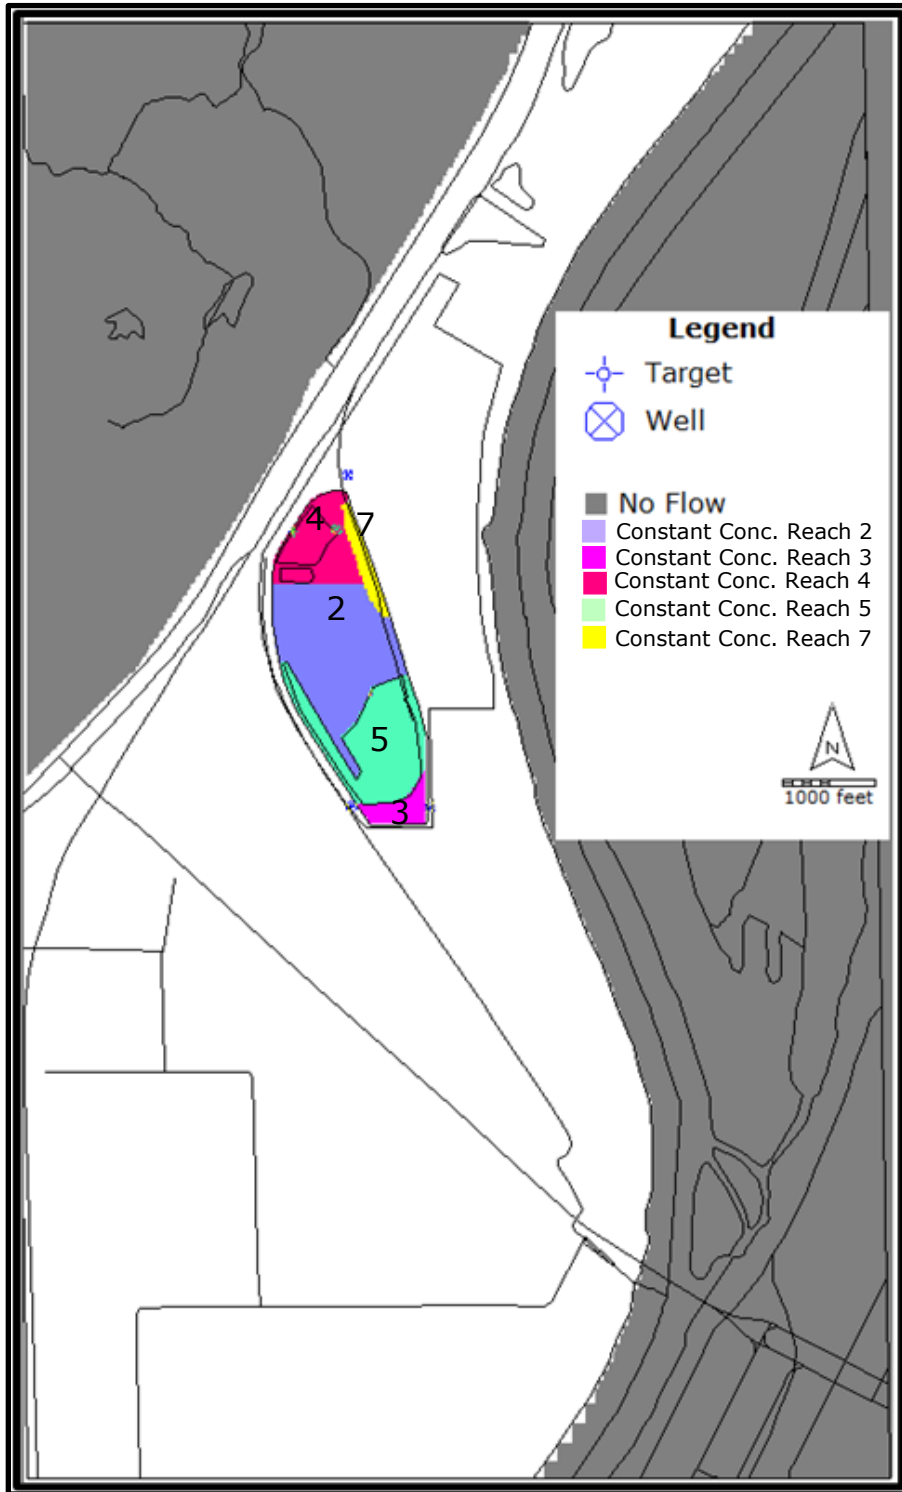 Legend
Target
Well
No Flow
Constant Conc. Reach 2
Constant Conc. Reach 3
Constant Conc. Reach 4
Constant Conc. Reach 5
Constant Conc. Reach 7
N
1000 feet
4
7
2
5
3